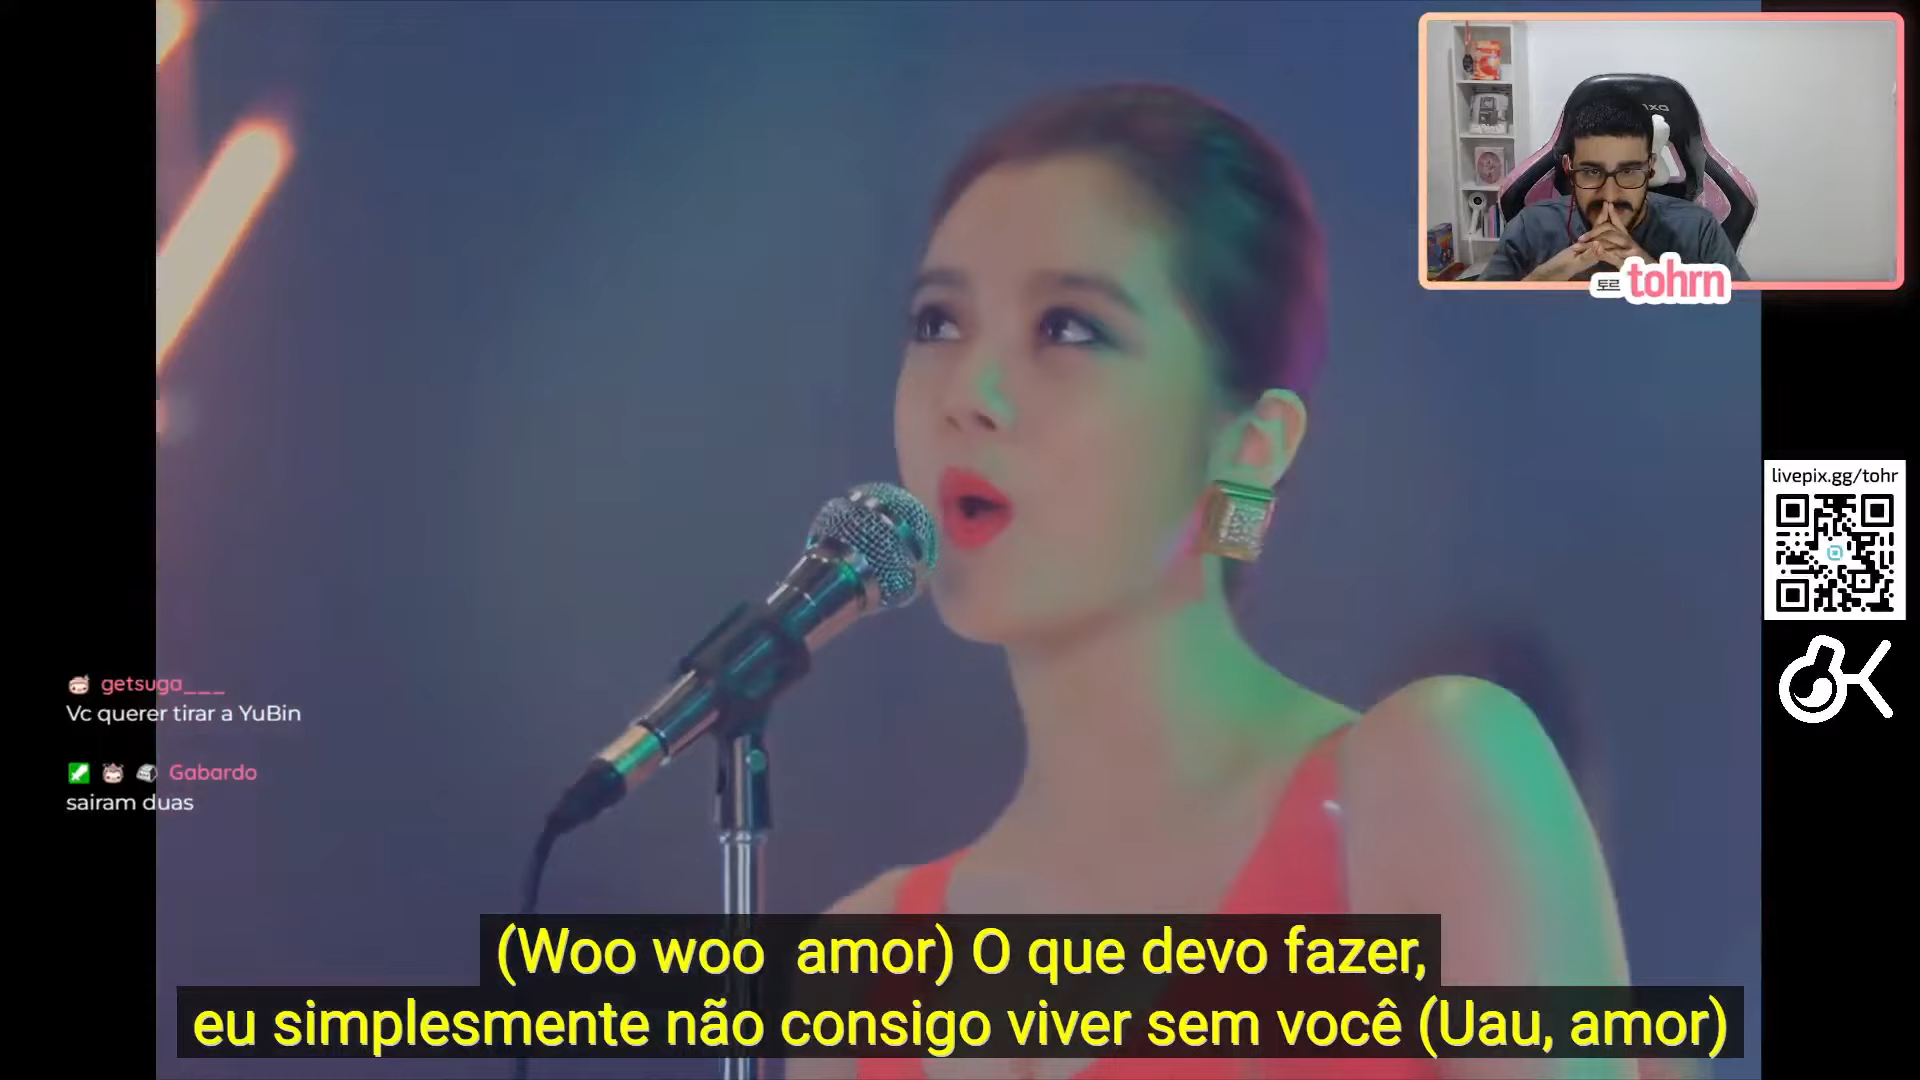 토르 tohrn
livepix.gg/tohr
getsuga___
Vc querer tirar a YuBin
Gabardo
sairam duas
(Woo woo  amor) O que devo fazer,
eu simplesmente não consigo viver sem você (Uau, amor)